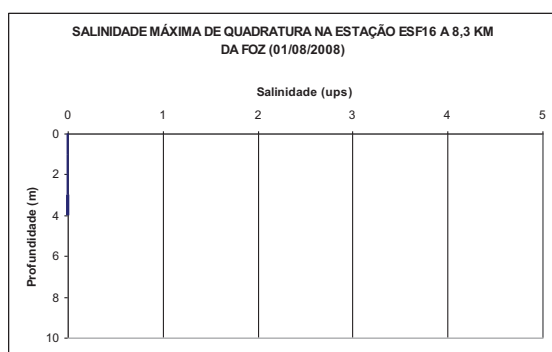 SALINIDADE MÁXIMA DE QUADRATURA NA ESTAÇÃO ESF16 A 8,3 KM
DA FOZ (01/08/2008)
Salinidade (ups)
0 1 2 3 4 5
Profundidade (m)
0
2
4
6
8
10